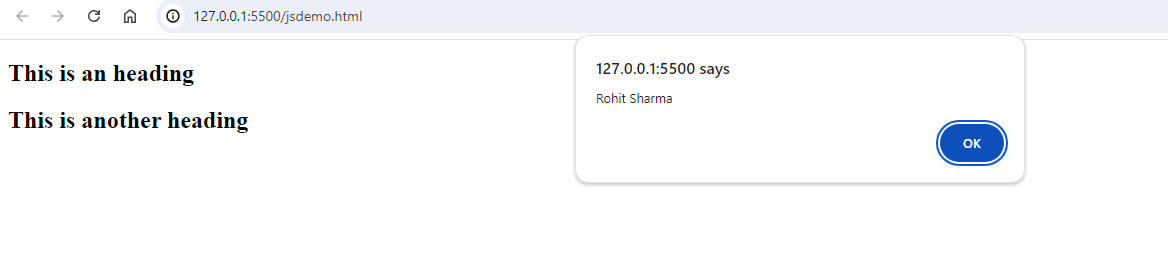 127.0.0.1:5500/jsdemo.html
This is an heading
This is another heading
127.0.0.1:5500 says
Rohit Sharma
OK